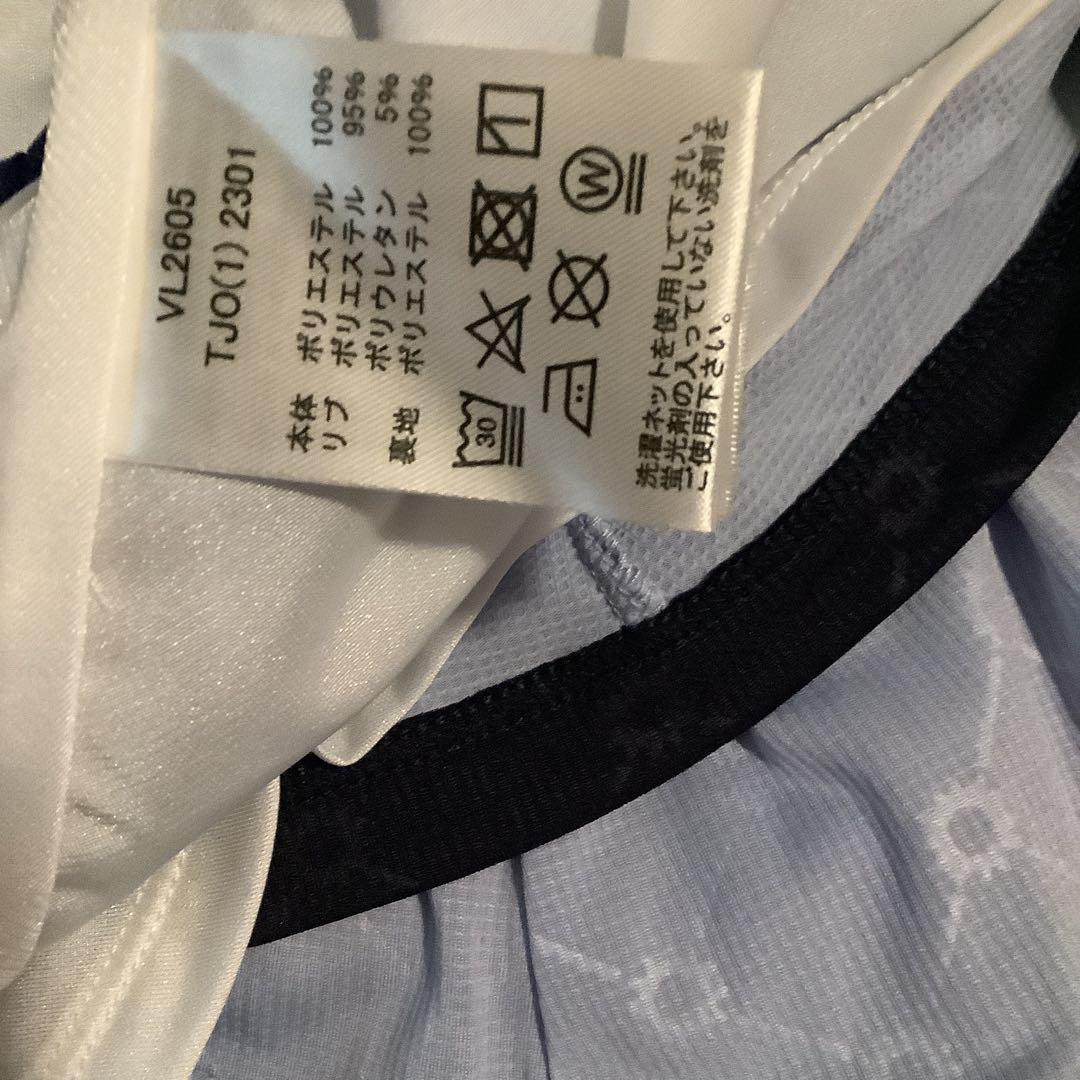 VL2605
TJO(1) 2301
本体 ポリエステル 100%
リブ ポリエステル 95%
ポリウレタン 5%
裏地 ポリエステル 100%
30
W
洗濯ネットを使用して下さい。
蛍光剤の入っていない洗剤を
ご使用下さい。